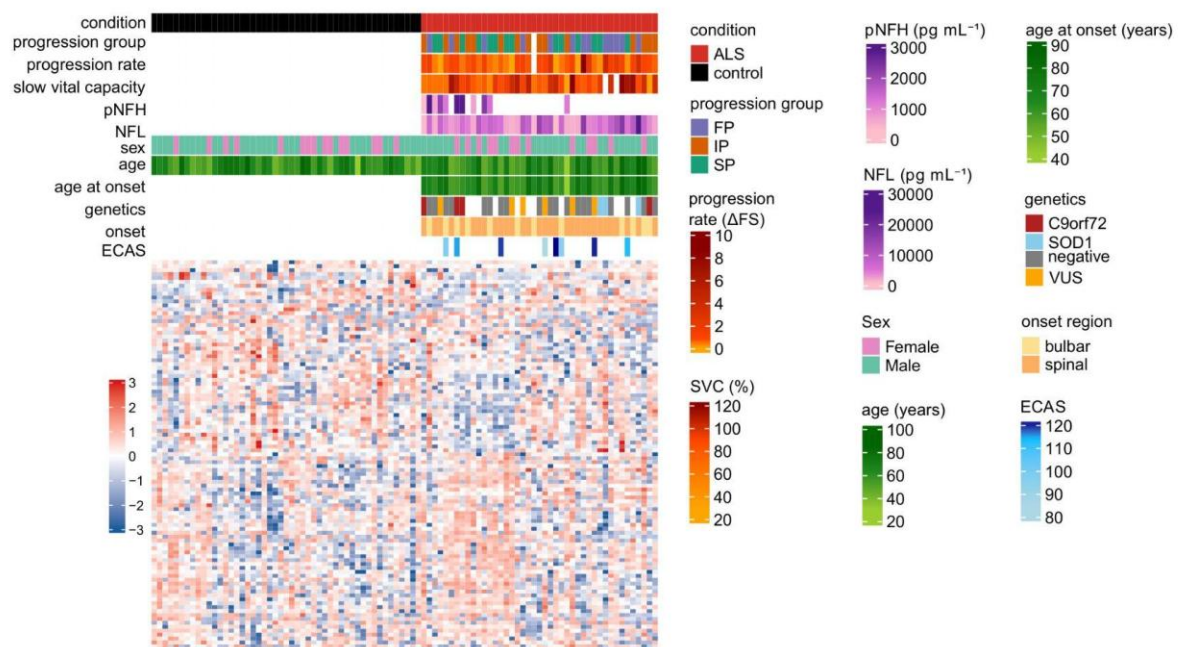 condition
progression group
progression rate
slow vital capacity
pNFH
NFL
sex
age
age at onset
genetics
onset
ECAS
3
2
1
0
−1
−2
−3
condition
ALS
control
progression group
FP
IP
SP
progression
rate (ΔFS)
10
8
6
4
2
0
SVC (%)
120
100
80
60
40
20
pNFH (pg mL⁻¹)
3000
2000
1000
0
NFL (pg mL⁻¹)
30000
20000
10000
0
Sex
Female
Male
age (years)
100
80
60
40
20
age at onset (years)
90
80
70
60
50
40
genetics
C9orf72
SOD1
negative
VUS
onset region
bulbar
spinal
ECAS
120
110
100
90
80